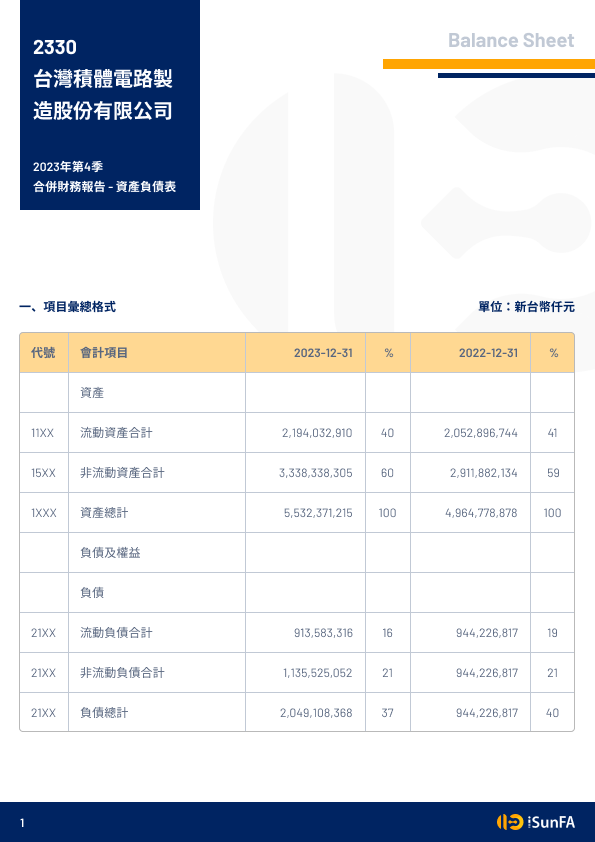 2330
台灣積體電路製
造股份有限公司
2023年第4季
合併財務報告 - 資產負債表
Balance Sheet
一、項目彙總格式 單位：新台幣仟元
代號 會計項目 2023-12-31 % 2022-12-31 %
資產
11XX 流動資產合計 2,194,032,910 40 2,052,896,744 41
15XX 非流動資產合計 3,338,338,305 60 2,911,882,134 59
1XXX 資產總計 5,532,371,215 100 4,964,778,878 100
負債及權益
負債
21XX 流動負債合計 913,583,316 16 944,226,817 19
21XX 非流動負債合計 1,135,525,052 21 944,226,817 21
21XX 負債總計 2,049,108,368 37 944,226,817 40
1 iSunFA